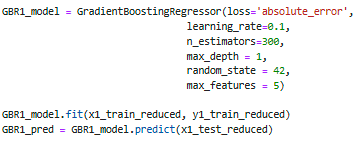 GBR1_model = GradientBoostingRegressor(loss='absolute_error',
learning_rate=0.1,
n_estimators=300,
max_depth = 1,
random_state = 42,
max_features = 5)
GBR1_model.fit(x1_train_reduced, y1_train_reduced)
GBR1_pred = GBR1_model.predict(x1_test_reduced)